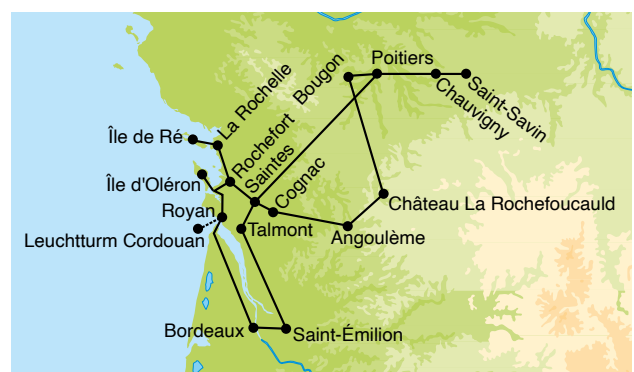 Poitiers
Bougon
Saint-Savin
Chauvigny
La Rochelle
Île de Ré
Rochefort
Île d'Oléron
Saintes
Cognac
Château La Rochefoucauld
Royan
Talmont
Angoulème
Leuchtturm Cordouan
Bordeaux
Saint-Émilion